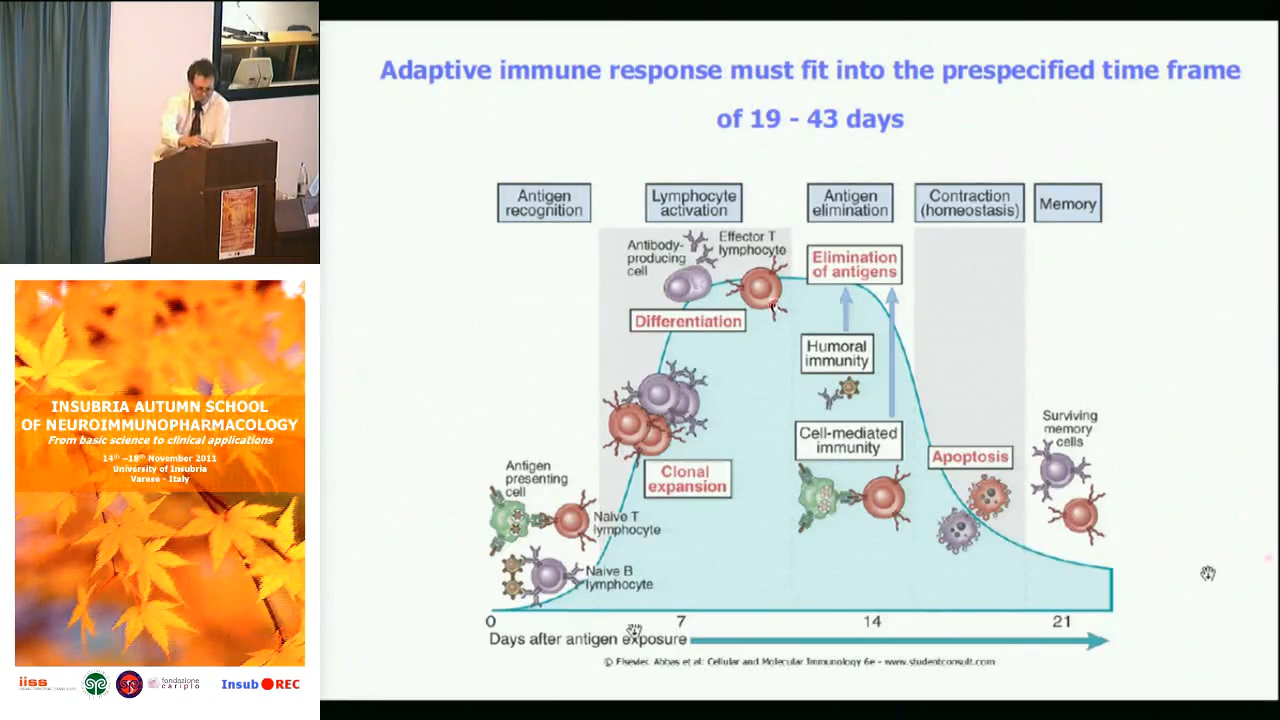 Adaptive immune response must fit into the prespecified time frame
of 19 - 43 days
Antigen
recognition
Lymphocyte
activation
Antigen
elimination
Contraction
(homeostasis)
Memory
Antibody-
producing
cell
Effector T
lymphocyte
Elimination
of antigens
Differentiation
Humoral
immunity
Cell-mediated
immunity
Surviving
memory
cells
Apoptosis
Clonal
expansion
Antigen
presenting
cell
Naive T
lymphocyte
Naive B
lymphocyte
0 7 14 21
Days after antigen exposure
© Elsevier. Abbas et al: Cellular and Molecular Immunology 6e - www.studentconsult.com
INSUBRIA AUTUMN SCHOOL
OF NEUROIMMUNOPHARMACOLOGY
From basic science to clinical applications
14th –18th November 2011
University of Insubria
Varese - Italy
iiss
fondazione
cariplo
Insub REC